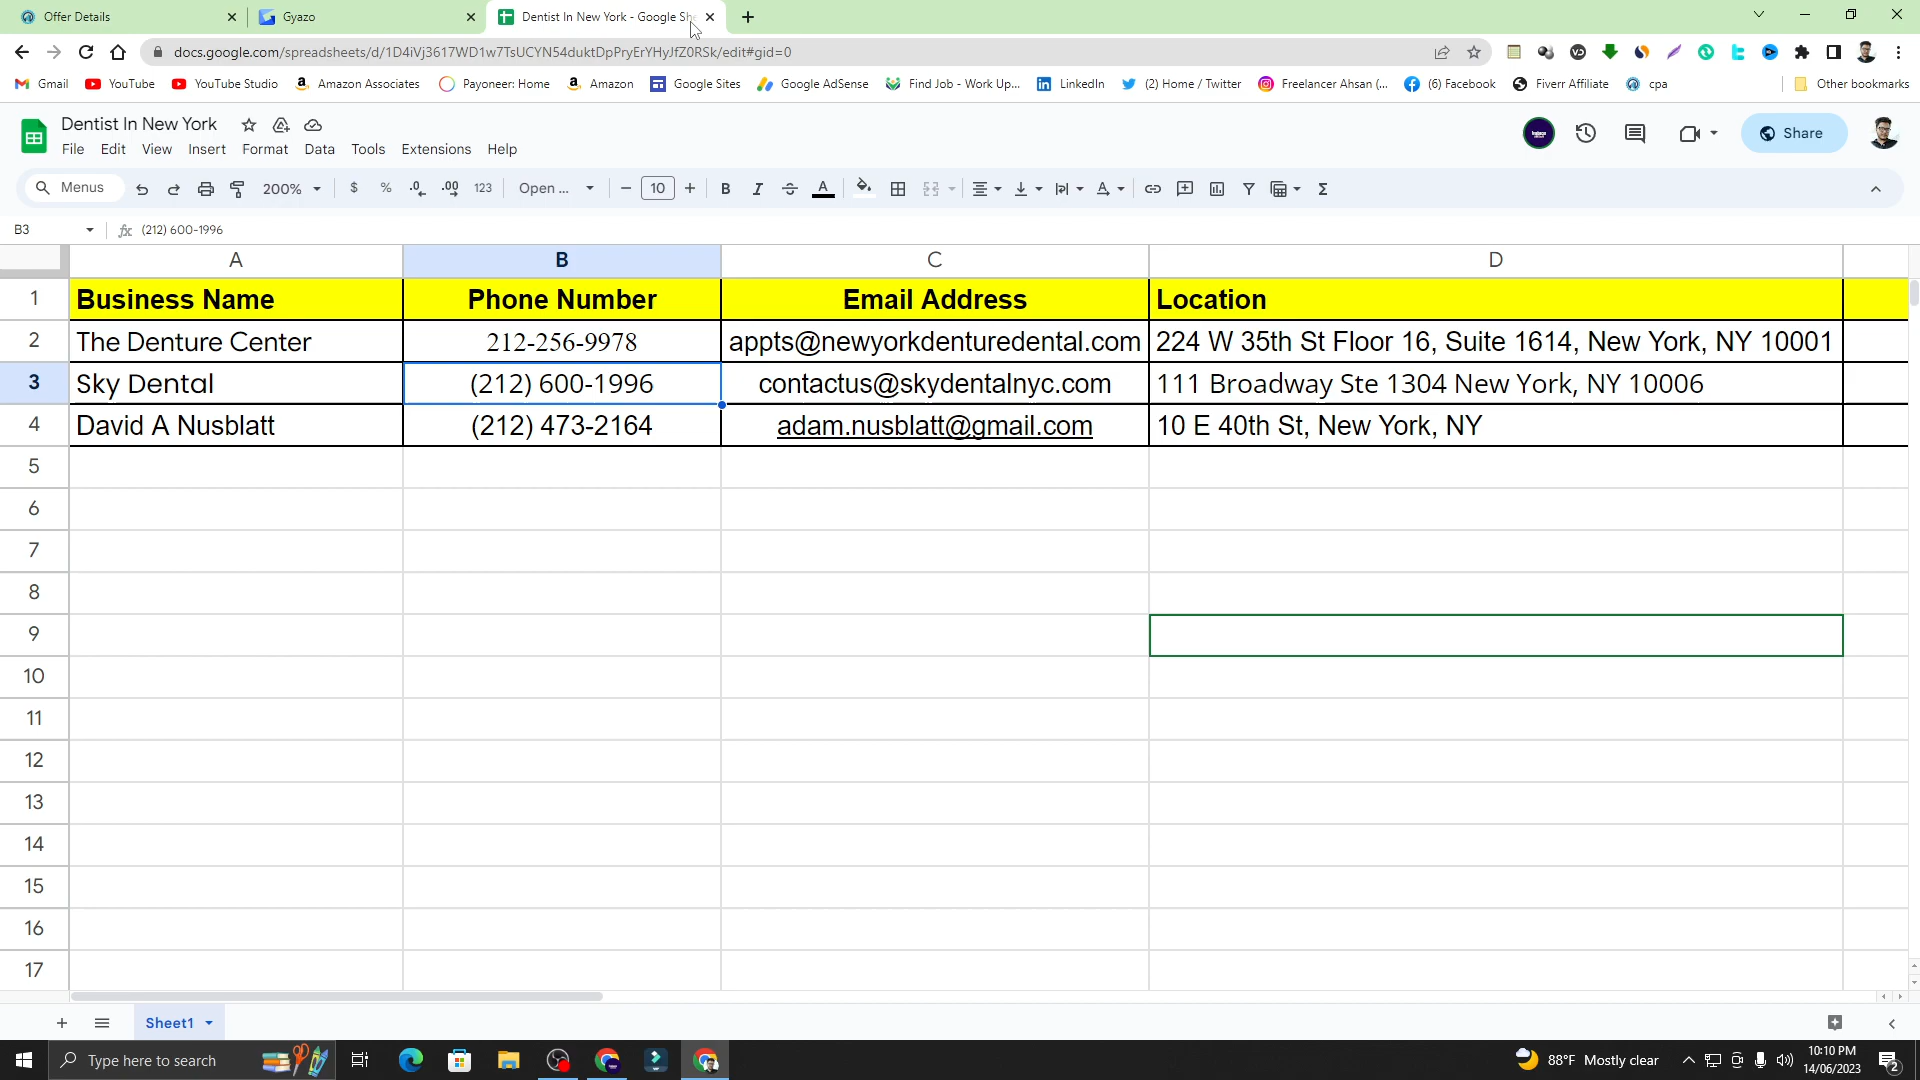 Offer Details
Gyazo
Dentist In New York - Google She
docs.google.com/spreadsheets/d/1D4iVj3617WD1w7TsUCYN54duktDpPryErYHyJfZ0RSk/edit#gid=0
Gmail YouTube YouTube Studio Amazon Associates Payoneer: Home Amazon Google Sites Google AdSense Find Job - Work Up... LinkedIn (2) Home / Twitter Freelancer Ahsan (... (6) Facebook Fiverr Affiliate cpa Other bookmarks
Dentist In New York
File Edit View Insert Format Data Tools Extensions Help
Share
Menus 200% $ % .0 .00 123 Open ... 10 B I A Σ
B3 fx (212) 600-1996
A B C D
1 Business Name Phone Number Email Address Location
2 The Denture Center 212-256-9978 appts@newyorkdenturedental.com 224 W 35th St Floor 16, Suite 1614, New York, NY 10001
3 Sky Dental (212) 600-1996 contactus@skydentalnyc.com 111 Broadway Ste 1304 New York, NY 10006
4 David A Nusblatt (212) 473-2164 adam.nusblatt@gmail.com 10 E 40th St, New York, NY
5
6
7
8
9
10
11
12
13
14
15
16
17
Sheet1
Type here to search
88°F Mostly clear
10:10 PM
14/06/2023
2